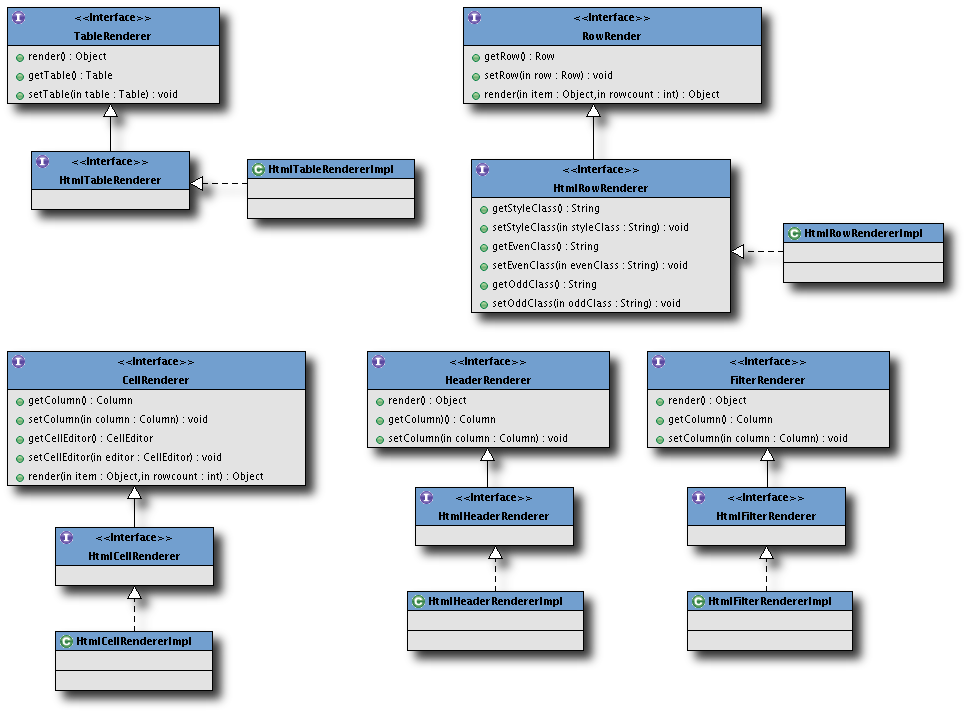 <<Interface>>
TableRenderer
render() : Object
getTable() : Table
setTable(in table : Table) : void
<<Interface>>
HtmlTableRenderer
HtmlTableRendererImpl
<<Interface>>
RowRender
getRow() : Row
setRow(in row : Row) : void
render(in item : Object,in rowcount : int) : Object
<<Interface>>
HtmlRowRenderer
getStyleClass() : String
setStyleClass(in styleClass : String) : void
getEvenClass() : String
setEvenClass(in evenClass : String) : void
getOddClass() : String
setOddClass(in oddClass : String) : void
HtmlRowRendererImpl
<<Interface>>
CellRenderer
getColumn() : Column
setColumn(in column : Column) : void
getCellEditor() : CellEditor
setCellEditor(in editor : CellEditor) : void
render(in item : Object,in rowcount : int) : Object
<<Interface>>
HtmlCellRenderer
HtmlCellRendererImpl
<<Interface>>
HeaderRenderer
render() : Object
getColumn)() : Column
setColumn(in column : Column) : void
<<Interface>>
HtmlHeaderRenderer
HtmlHeaderRendererImpl
<<Interface>>
FilterRenderer
render() : Object
getColumn() : Column
setColumn(in column : Column) : void
<<Interface>>
HtmlFilterRenderer
HtmlFilterRendererImpl